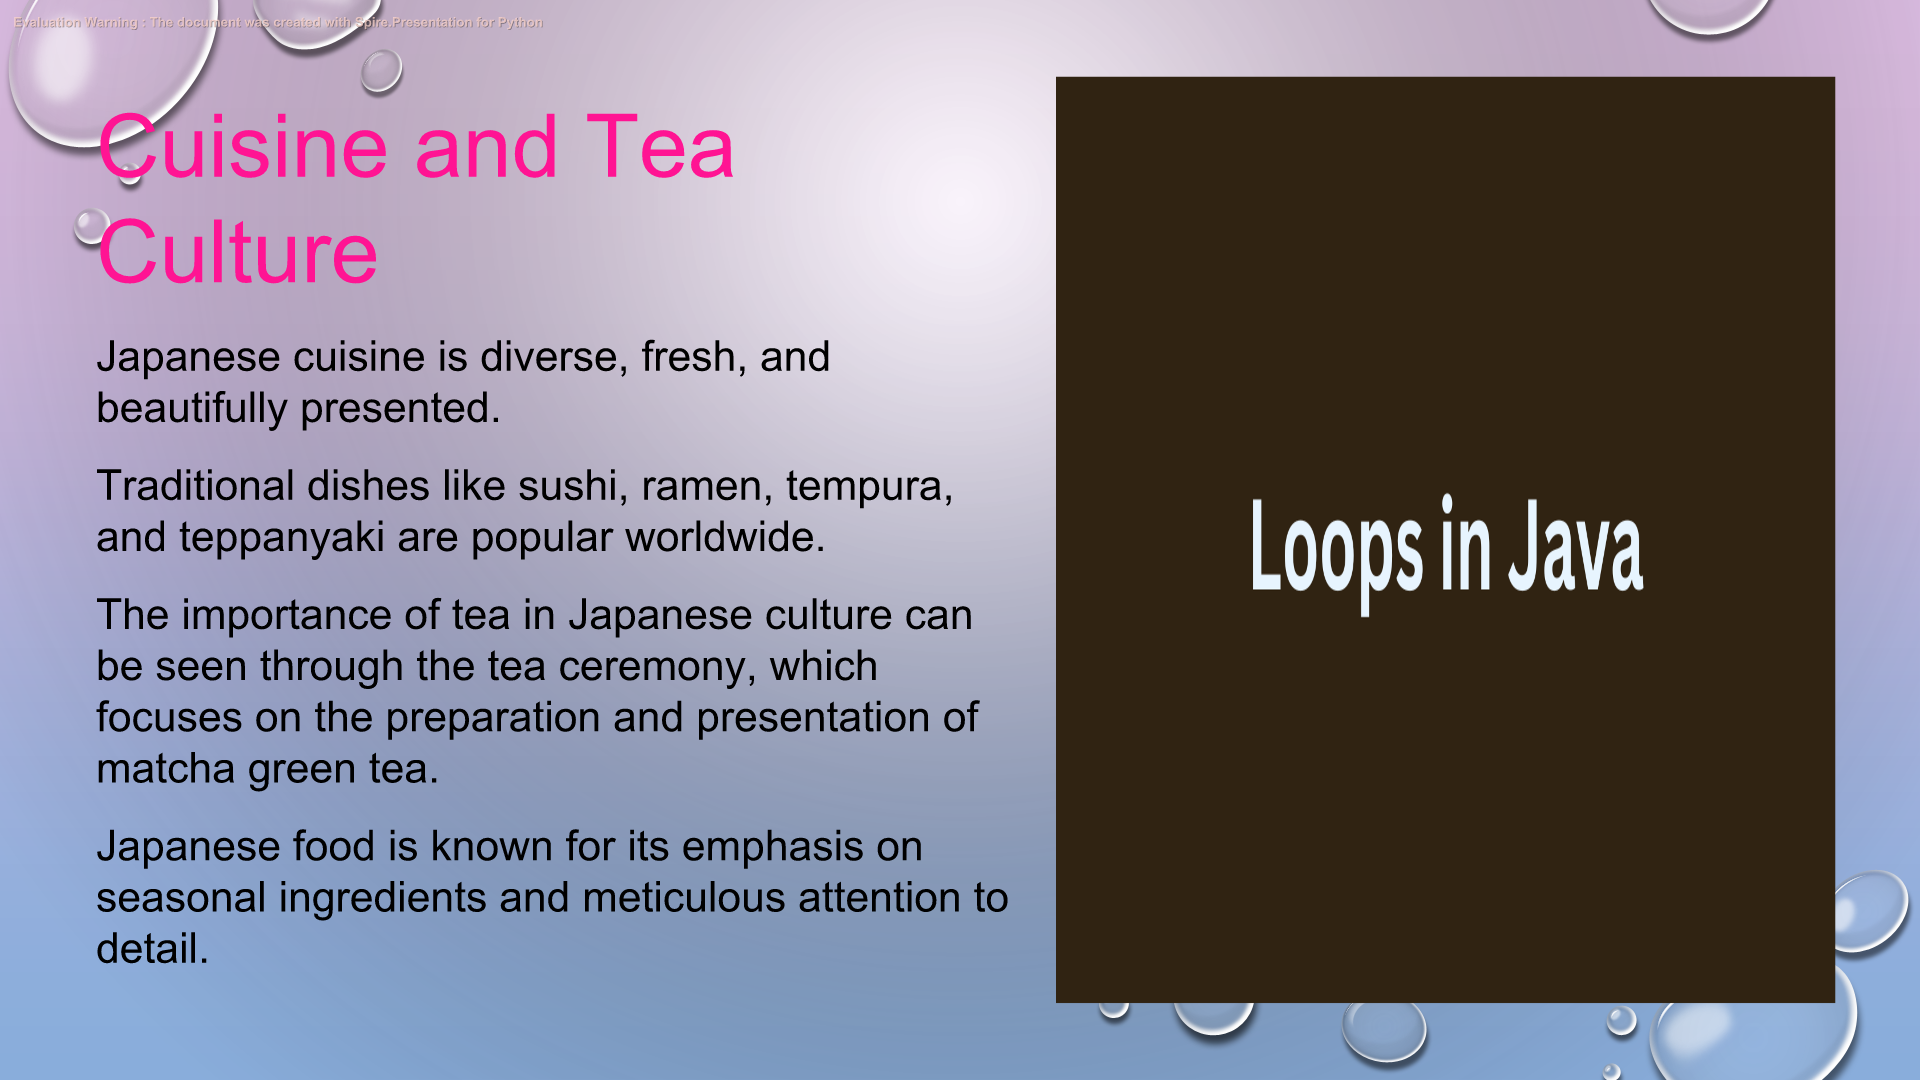 Evaluation Warning : The document was created with Spire.Presentation for Python
Cuisine and Tea
Culture
Japanese cuisine is diverse, fresh, and
beautifully presented.
Traditional dishes like sushi, ramen, tempura,
and teppanyaki are popular worldwide.
The importance of tea in Japanese culture can
be seen through the tea ceremony, which
focuses on the preparation and presentation of
matcha green tea.
Japanese food is known for its emphasis on
seasonal ingredients and meticulous attention to
detail.
Loops in Java